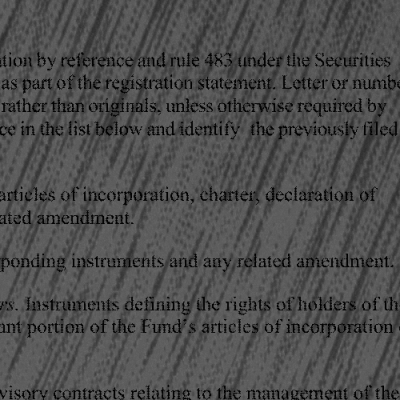 tion by reference and rule 483 under the Securities
as part of the registration statement. Letter or numbe
rather than originals, unless otherwise required by
ce in the list below and identify the previously filed
articles of incorporation, charter, declaration of
ated amendment.
ponding instruments and any related amendment.
ws. Instruments defining the rights of holders of th
nt portion of the Fund's articles of incorporation
visory contracts relating to the management of the